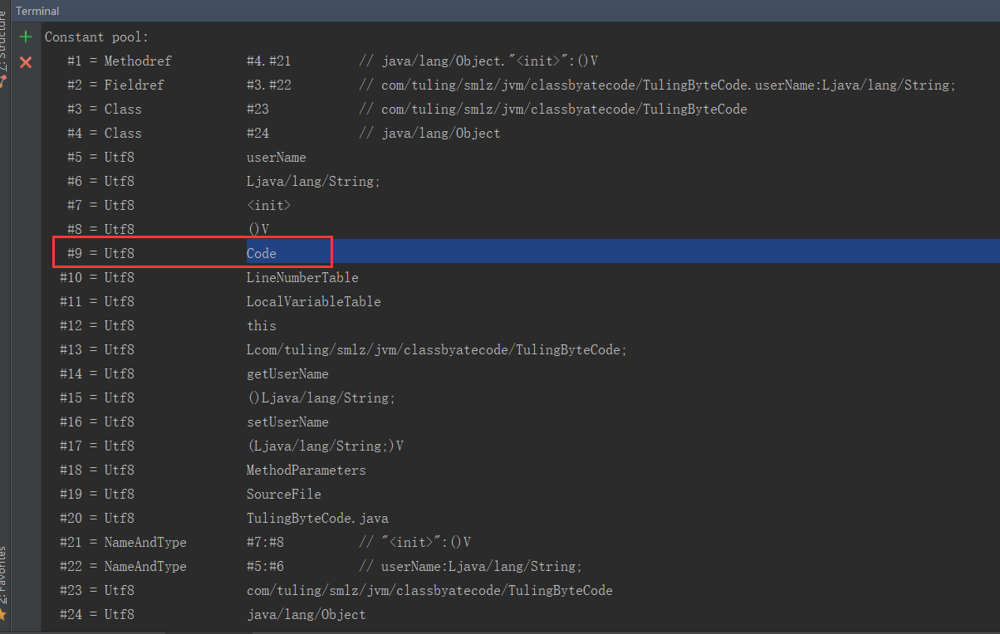 Terminal
Constant pool:
#1 = Methodref #4.#21 // java/lang/Object."<init>":()V
#2 = Fieldref #3.#22 // com/tuling/smlz/jvm/classbyatecode/TulingByteCode.userName:Ljava/lang/String;
#3 = Class #23 // com/tuling/smlz/jvm/classbyatecode/TulingByteCode
#4 = Class #24 // java/lang/Object
#5 = Utf8 userName
#6 = Utf8 Ljava/lang/String;
#7 = Utf8 <init>
#8 = Utf8 ()V
#9 = Utf8 Code
#10 = Utf8 LineNumberTable
#11 = Utf8 LocalVariableTable
#12 = Utf8 this
#13 = Utf8 Lcom/tuling/smlz/jvm/classbyatecode/TulingByteCode;
#14 = Utf8 getUserName
#15 = Utf8 ()Ljava/lang/String;
#16 = Utf8 setUserName
#17 = Utf8 (Ljava/lang/String;)V
#18 = Utf8 MethodParameters
#19 = Utf8 SourceFile
#20 = Utf8 TulingByteCode.java
#21 = NameAndType #7:#8 // "<init>":()V
#22 = NameAndType #5:#6 // userName:Ljava/lang/String;
#23 = Utf8 com/tuling/smlz/jvm/classbyatecode/TulingByteCode
#24 = Utf8 java/lang/Object
Structure
2: Favorites